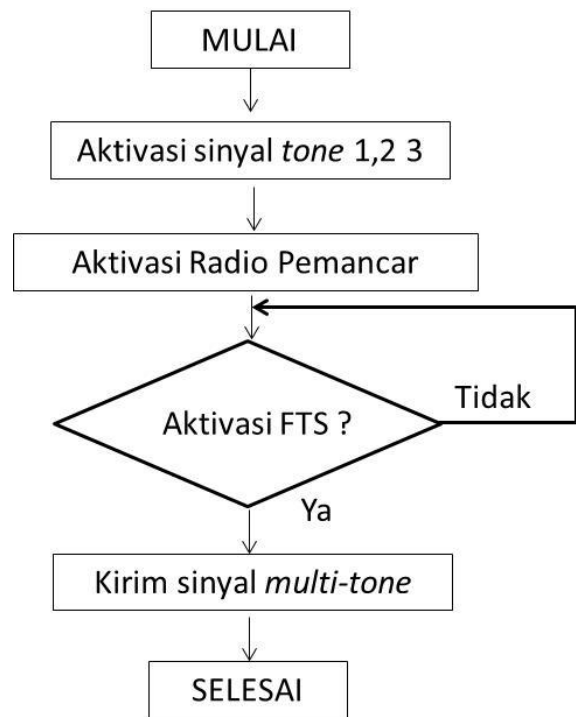 MULAI
Aktivasi sinyal tone 1,2 3
Aktivasi Radio Pemancar
Aktivasi FTS ?
Tidak
Ya
Kirim sinyal multi-tone
SELESAI